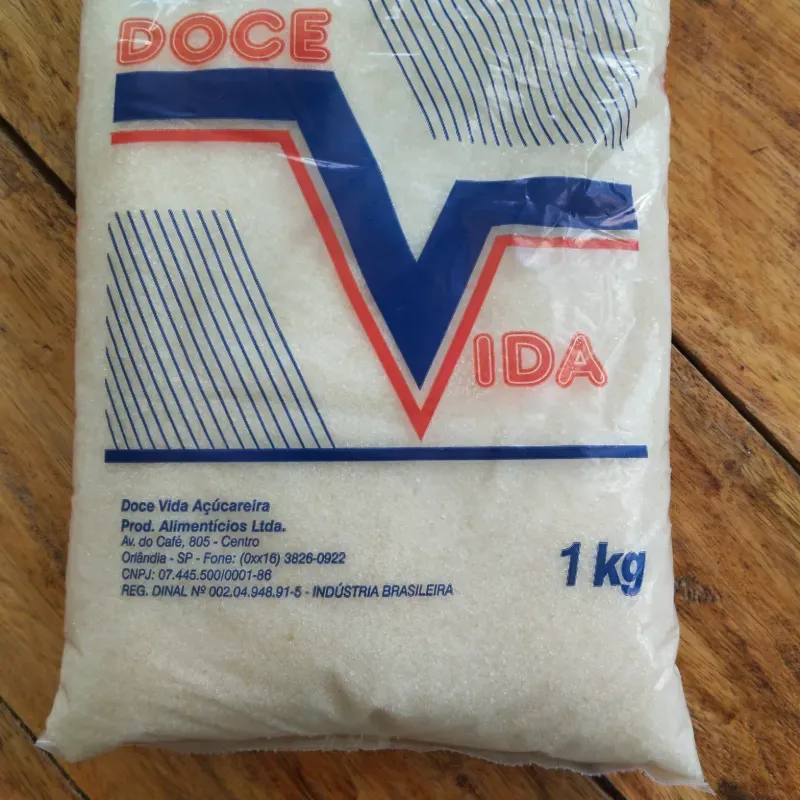 DOCE
VIDA
Doce Vida Açúcareira
Prod. Alimentícios Ltda.
Av. do Café, 805 - Centro
Orlândia - SP - Fone: (0xx16) 3826-0922
CNPJ: 07.445.500/0001-86
REG. DINAL Nº 002.04.948.91-5 - INDÚSTRIA BRASILEIRA
1 kg